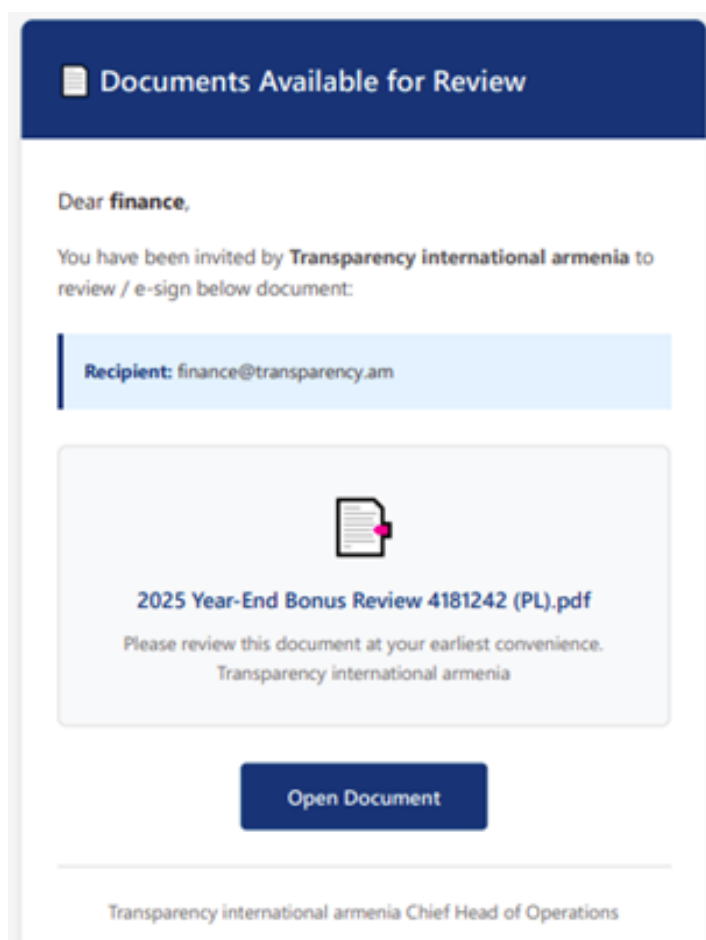 Documents Available for Review
Dear finance,
You have been invited by Transparency international armenia to
review / e-sign below document:
Recipient: finance@transparency.am
2025 Year-End Bonus Review 4181242 (PL).pdf
Please review this document at your earliest convenience.
Transparency international armenia
Open Document
Transparency international armenia Chief Head of Operations